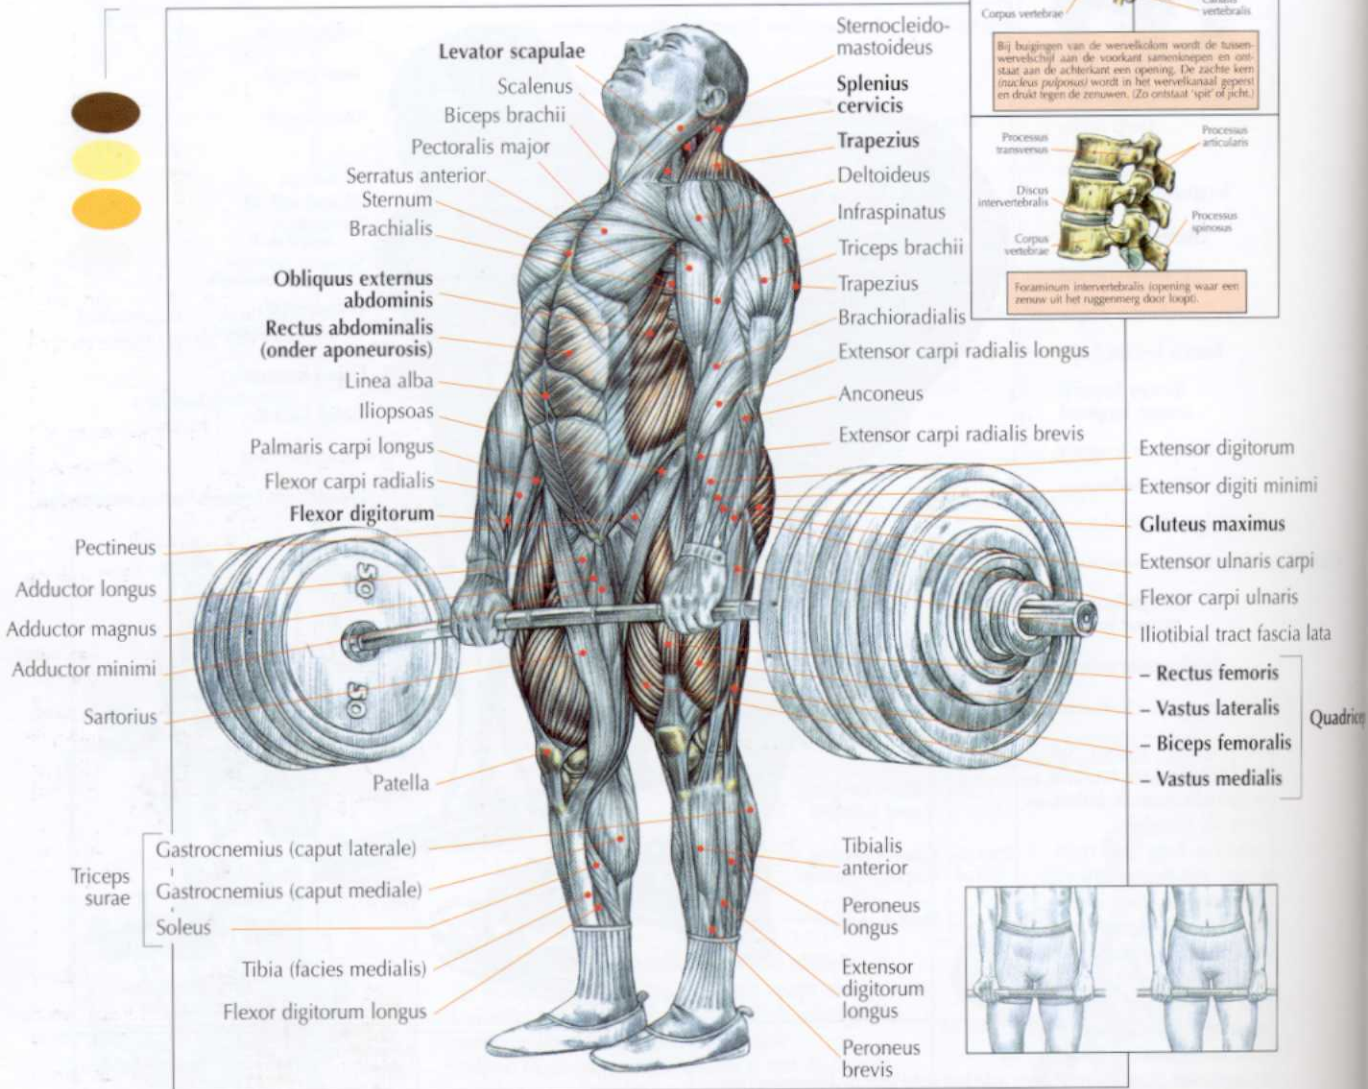 Levator scapulae
Scalenus
Biceps brachii
Pectoralis major
Serratus anterior
Sternum
Brachialis
Obliquus externus
abdominis
Rectus abdominalis
(onder aponeurosis)
Linea alba
Iliopsoas
Palmaris carpi longus
Flexor carpi radialis
Flexor digitorum
Pectineus
Adductor longus
Adductor magnus
Adductor minimi
Sartorius
Patella
Triceps
surae
Gastrocnemius (caput laterale)
Gastrocnemius (caput mediale)
Soleus
Tibia (facies medialis)
Flexor digitorum longus
50
50
Sternocleido-
mastoideus
Splenius
cervicis
Trapezius
Deltoideus
Infraspinatus
Triceps brachii
Trapezius
Brachioradialis
Extensor carpi radialis longus
Anconeus
Extensor carpi radialis brevis
Extensor digitorum
Extensor digiti minimi
Gluteus maximus
Extensor ulnaris carpi
Flexor carpi ulnaris
Iliotibial tract fascia lata
– Rectus femoris
– Vastus lateralis
– Biceps femoralis
– Vastus medialis
Quadricep
Tibialis
anterior
Peroneus
longus
Extensor
digitorum
longus
Peroneus
brevis
Corpus vertebrae
vertebralis
Bij buigingen van de wervelkolom wordt de tussen-
wervelschijf aan de voorkant samenknepen en ont-
staat aan de achterkant een opening. De zachte kern
(nucleus pulposus) wordt in het wervelkanaal geperst
en drukt tegen de zenuwen. (Zo ontstaat 'spit' of jicht.)
Processus
transversus
Processus
articularis
Discus
intervertebralis
Processus
spinosus
Corpus
vertebrae
Foraminum intervertebralis (opening waar een
zenuw uit het ruggenmerg door loopt).